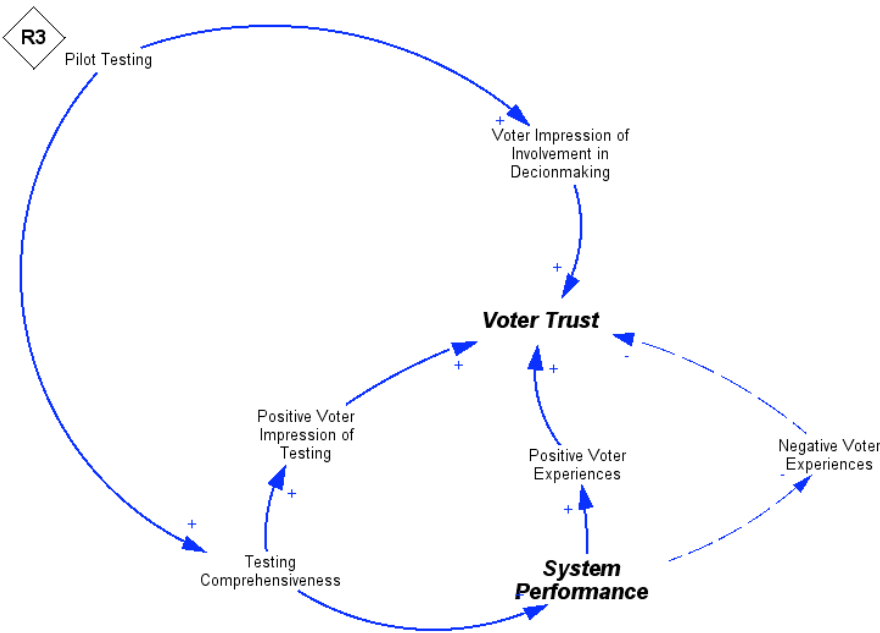 R3
Pilot Testing
+
Voter Impression of
Involvement in
Decionmaking
+
Voter Trust
+
+
-
Positive Voter
Impression of
Testing
Positive Voter
Experiences
Negative Voter
Experiences
-
+
+
+
Testing
Comprehensiveness
System
Performance
+